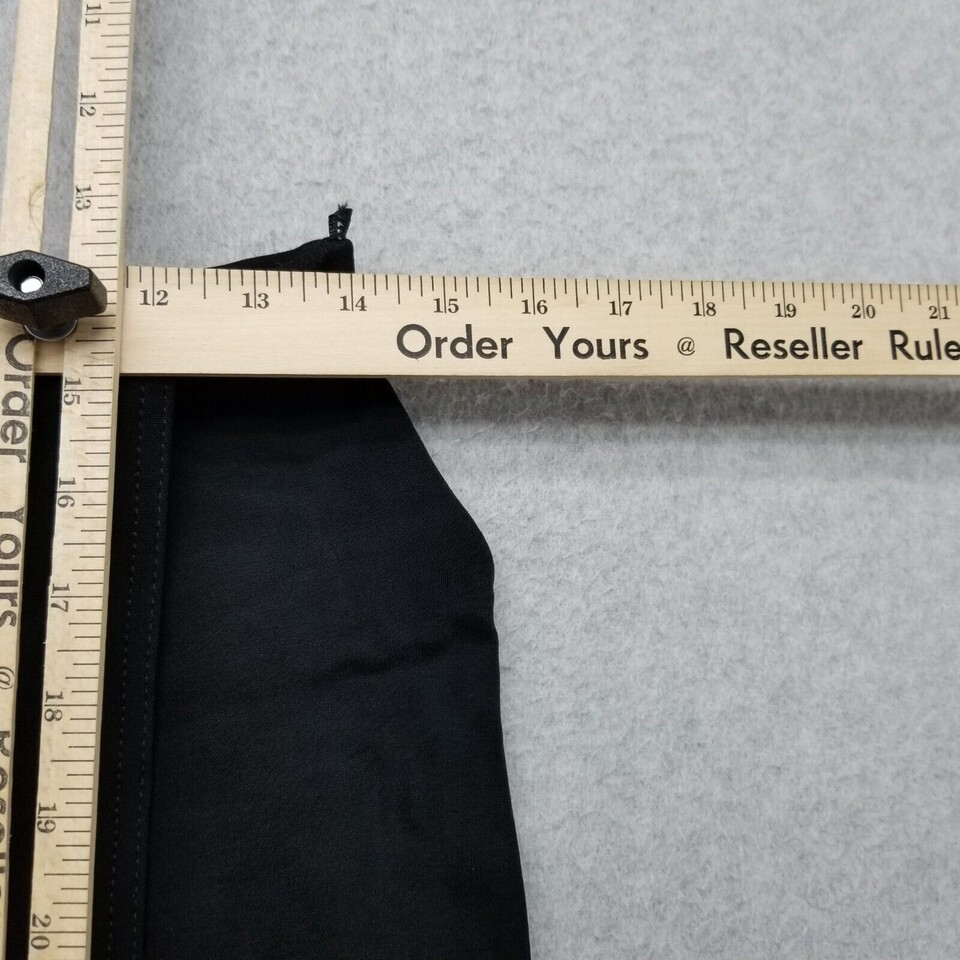 12 13 14 15 16 17 18 19 20 21
Order Yours @ Reseller Rule
11 12 13 15 16 17 18 19 20
Order Yours @